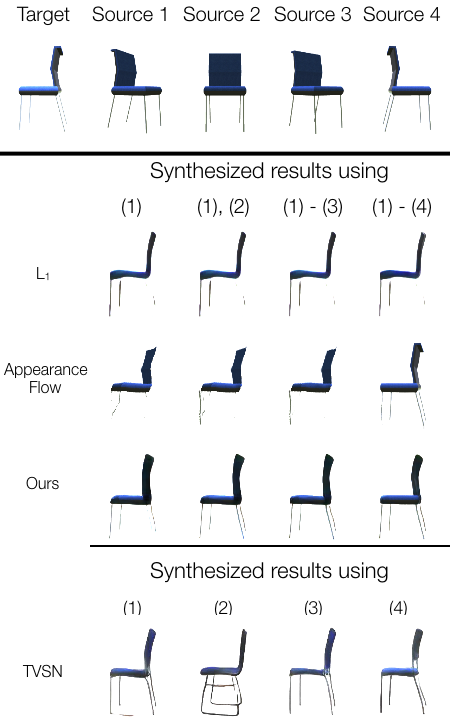 Target Source 1 Source 2 Source 3 Source 4
Synthesized results using
(1) (1), (2) (1) - (3) (1) - (4)
L₁
Appearance
Flow
Ours
Synthesized results using
(1) (2) (3) (4)
TVSN